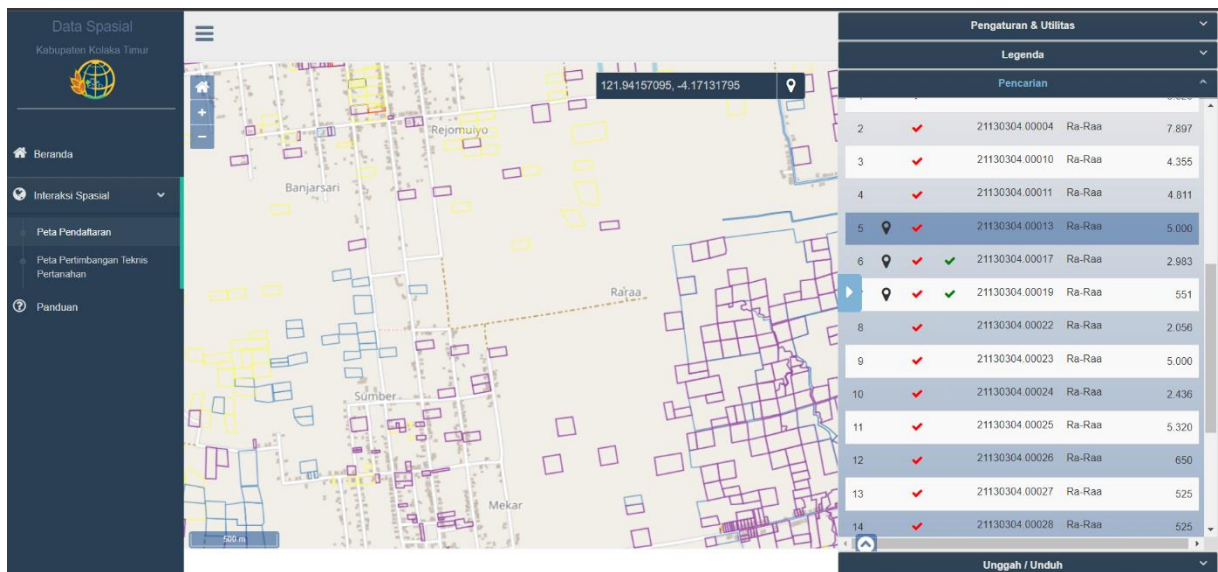 Data Spasial
Kabupaten Kolaka Timur
Beranda
Interaksi Spasial
Peta Pendaftaran
Peta Pertimbangan Teknis
Pertanahan
Panduan
121.94157095, -4.17131795
+
−
Rejomulyo
Banjarsari
Raraa
Sumber
Mekar
500 m
Pengaturan & Utilitas
Legenda
Pencarian
2 21130304.00004 Ra-Raa 7.897
3 21130304.00010 Ra-Raa 4.355
4 21130304.00011 Ra-Raa 4.811
5 21130304.00013 Ra-Raa 5.000
6 21130304.00017 Ra-Raa 2.983
21130304.00019 Ra-Raa 551
8 21130304.00022 Ra-Raa 2.056
9 21130304.00023 Ra-Raa 5.000
10 21130304.00024 Ra-Raa 2.436
11 21130304.00025 Ra-Raa 5.320
12 21130304.00026 Ra-Raa 650
13 21130304.00027 Ra-Raa 525
14 21130304.00028 Ra-Raa 525
Unggah / Unduh